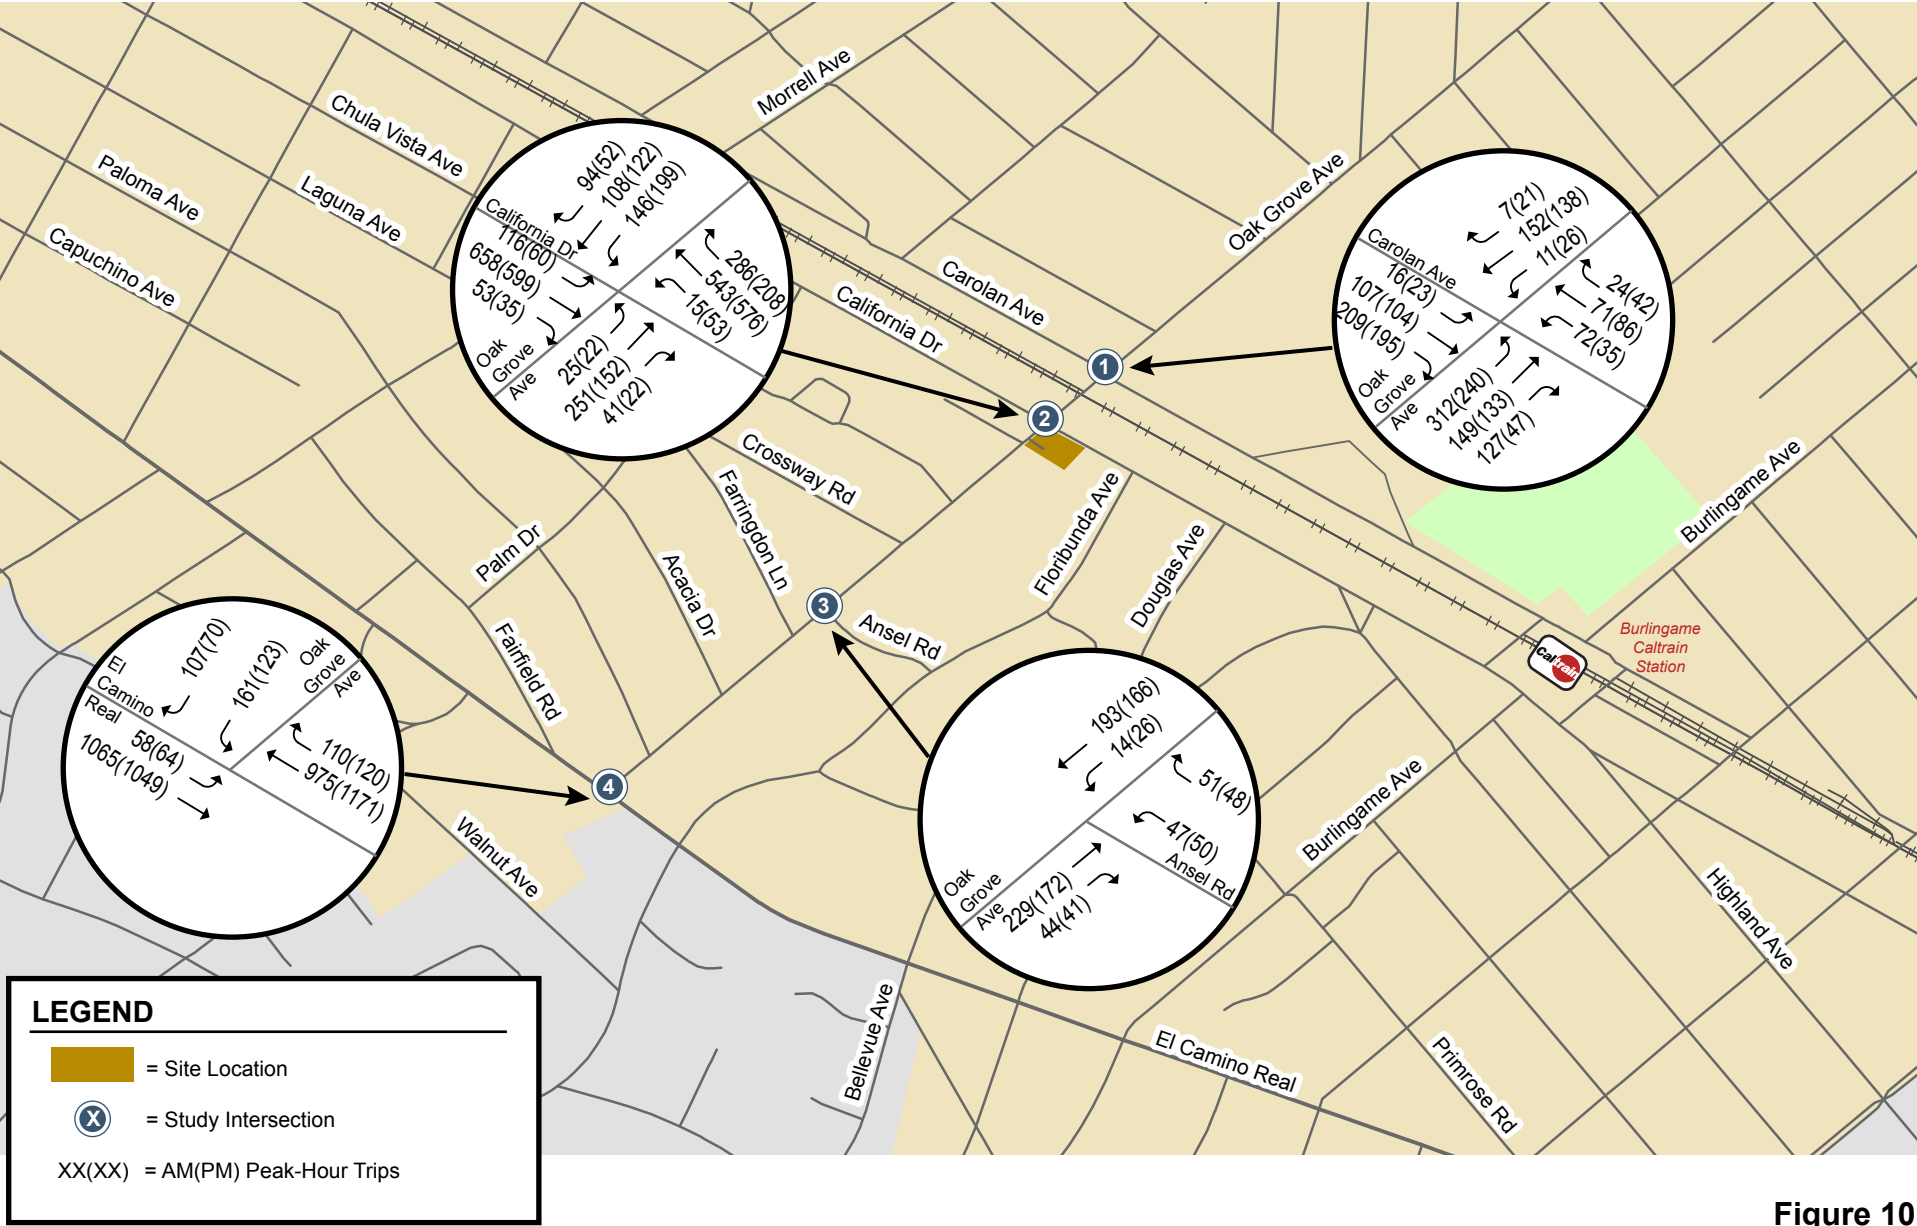 Morrell Ave
Chula Vista Ave
Paloma Ave
Laguna Ave
Capuchino Ave
Oak Grove Ave
Carolan Ave
California Dr
94(52)
108(122)
146(199)
California Dr
116(60)
658(599)
53(35)
286(208)
543(576)
15(53)
Oak
Grove
Ave
25(22)
251(152)
41(22)
7(21)
152(138)
11(26)
Carolan Ave
16(23)
107(104)
209(195)
24(42)
71(86)
72(35)
Oak
Grove
Ave
312(240)
149(133)
127(47)
1
2
3
4
Crossway Rd
Farringdon Ln
Floribunda Ave
Burlingame Ave
Palm Dr
Acacia Dr
Douglas Ave
Ansel Rd
Fairfield Rd
Burlingame
Caltrain
Station
Caltrain
107(70)
161(123)
Oak
Grove
Ave
El
Camino
Real
58(64)
1065(1049)
110(120)
975(1171)
193(166)
14(26)
51(48)
47(50)
Ansel Rd
Oak
Grove
Ave
229(172)
44(41)
Walnut Ave
Burlingame Ave
Highland Ave
Bellevue Ave
El Camino Real
Primrose Rd
LEGEND
= Site Location
X = Study Intersection
XX(XX) = AM(PM) Peak-Hour Trips
Figure 10